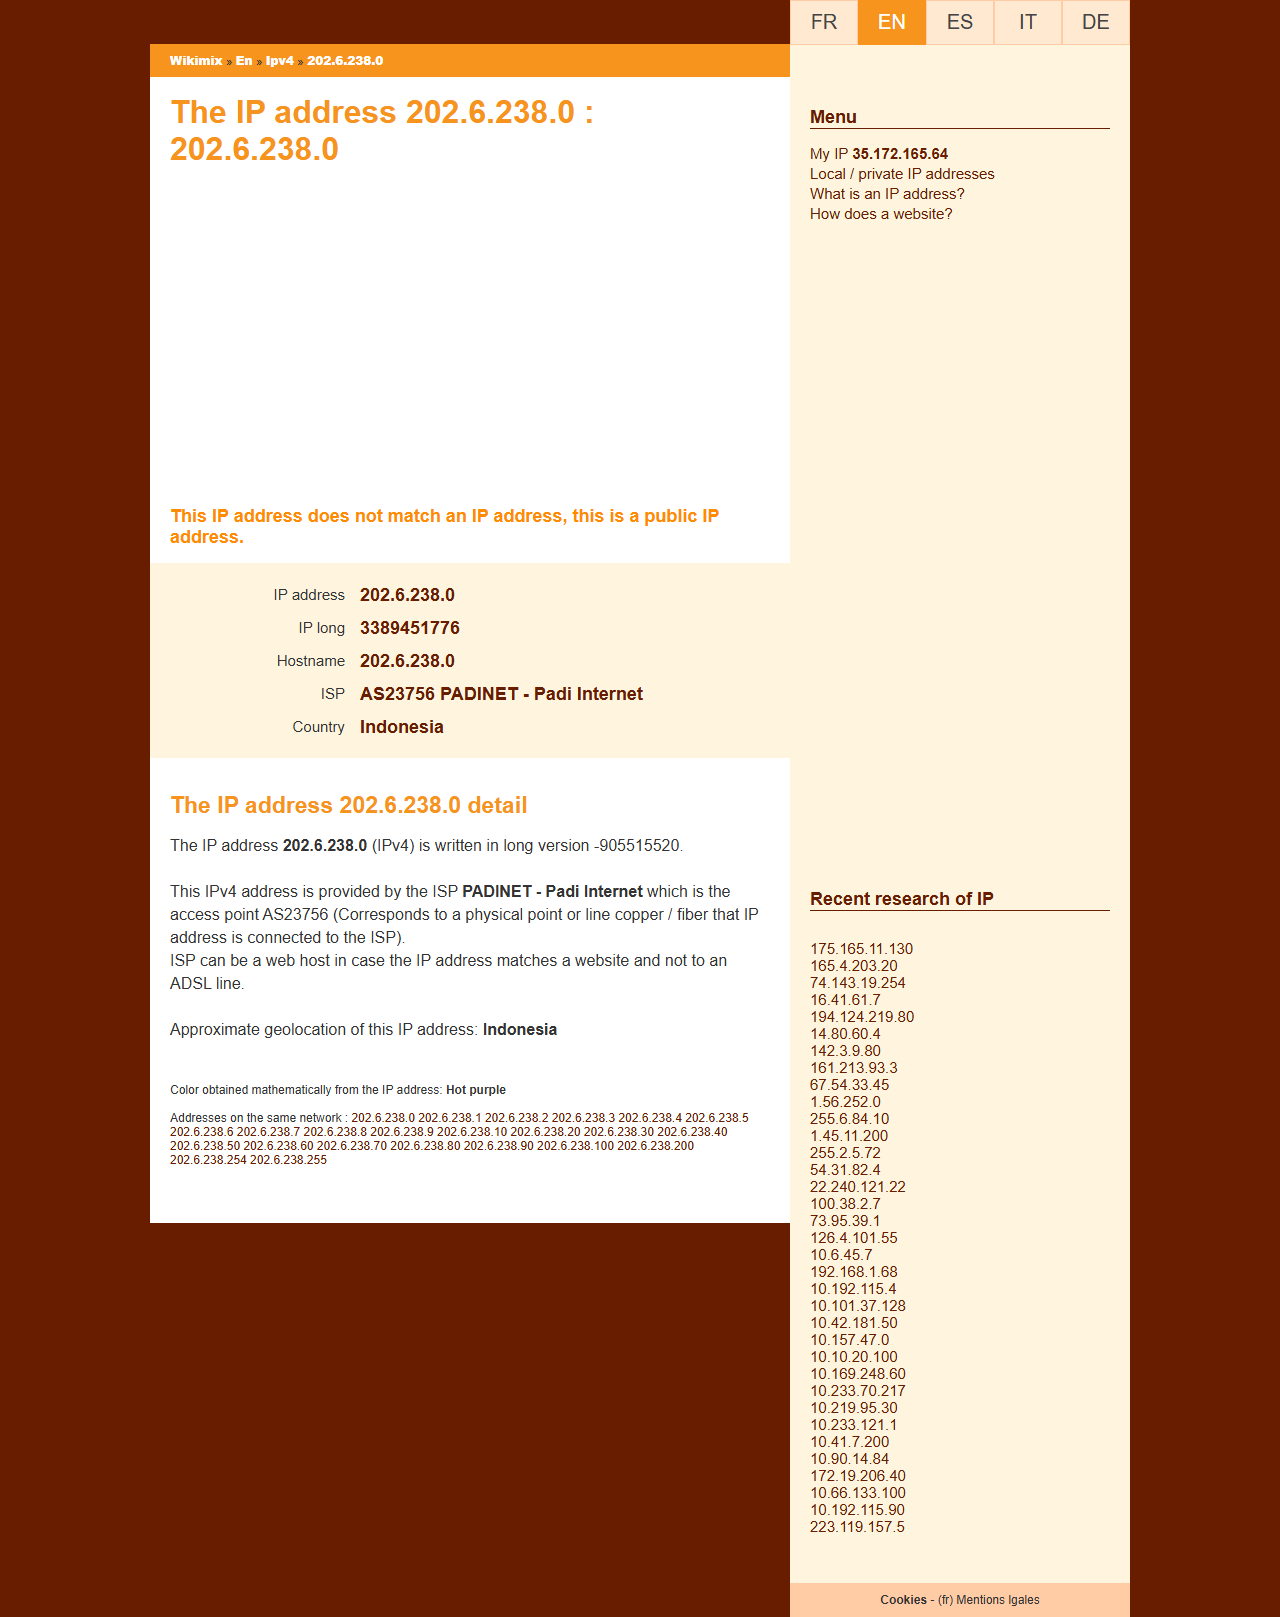 FR EN ES IT DE
Wikimix » En » Ipv4 » 202.6.238.0
The IP address 202.6.238.0 :
202.6.238.0
This IP address does not match an IP address, this is a public IP
address.
IP address 202.6.238.0
IP long 3389451776
Hostname 202.6.238.0
ISP AS23756 PADINET - Padi Internet
Country Indonesia
The IP address 202.6.238.0 detail
The IP address 202.6.238.0 (IPv4) is written in long version -905515520.
This IPv4 address is provided by the ISP PADINET - Padi Internet which is the
access point AS23756 (Corresponds to a physical point or line copper / fiber that IP
address is connected to the ISP).
ISP can be a web host in case the IP address matches a website and not to an
ADSL line.
Approximate geolocation of this IP address: Indonesia
Color obtained mathematically from the IP address: Hot purple
Addresses on the same network : 202.6.238.0 202.6.238.1 202.6.238.2 202.6.238.3 202.6.238.4 202.6.238.5
202.6.238.6 202.6.238.7 202.6.238.8 202.6.238.9 202.6.238.10 202.6.238.20 202.6.238.30 202.6.238.40
202.6.238.50 202.6.238.60 202.6.238.70 202.6.238.80 202.6.238.90 202.6.238.100 202.6.238.200
202.6.238.254 202.6.238.255
Menu
My IP 35.172.165.64
Local / private IP addresses
What is an IP address?
How does a website?
Recent research of IP
175.165.11.130
165.4.203.20
74.143.19.254
16.41.61.7
194.124.219.80
14.80.60.4
142.3.9.80
161.213.93.3
67.54.33.45
1.56.252.0
255.6.84.10
1.45.11.200
255.2.5.72
54.31.82.4
22.240.121.22
100.38.2.7
73.95.39.1
126.4.101.55
10.6.45.7
192.168.1.68
10.192.115.4
10.101.37.128
10.42.181.50
10.157.47.0
10.10.20.100
10.169.248.60
10.233.70.217
10.219.95.30
10.233.121.1
10.41.7.200
10.90.14.84
172.19.206.40
10.66.133.100
10.192.115.90
223.119.157.5
Cookies - (fr) Mentions lgales